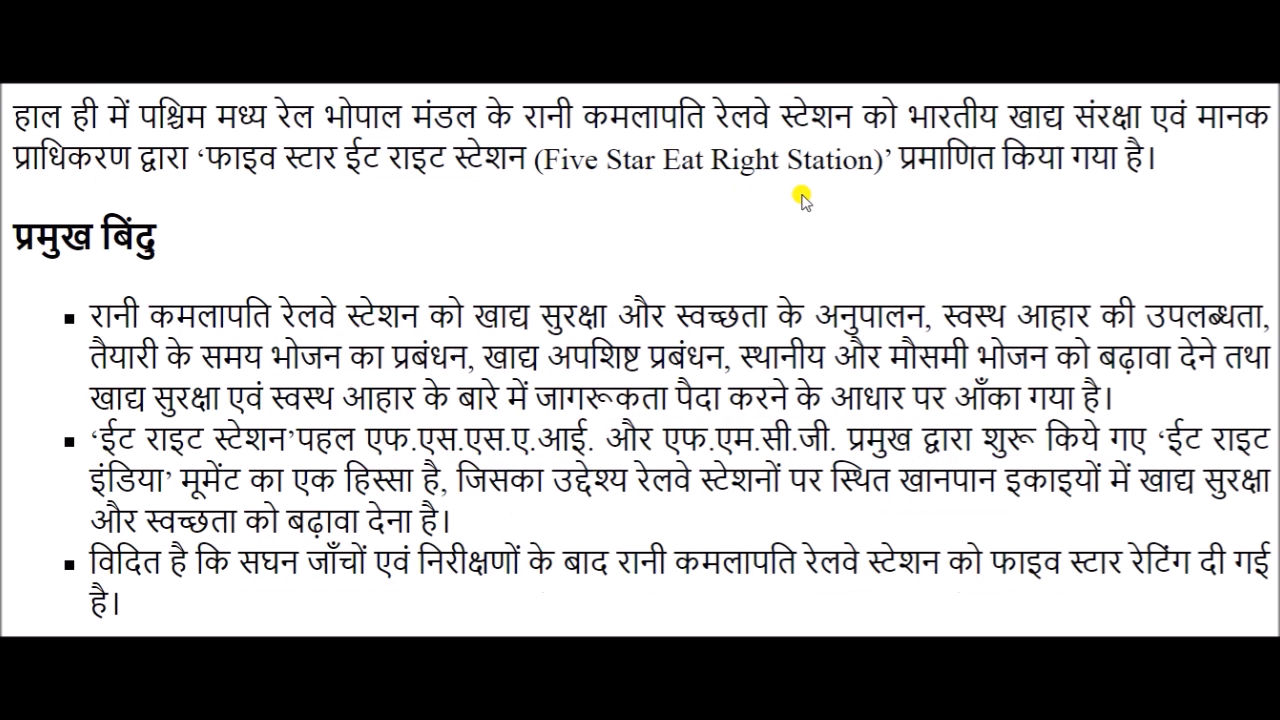 हाल ही में पश्चिम मध्य रेल भोपाल मंडल के रानी कमलापति रेलवे स्टेशन को भारतीय खाद्य संरक्षा एवं मानक
प्राधिकरण द्वारा ‘फाइव स्टार ईट राइट स्टेशन (Five Star Eat Right Station)’ प्रमाणित किया गया है।
प्रमुख बिंदु
▪ रानी कमलापति रेलवे स्टेशन को खाद्य सुरक्षा और स्वच्छता के अनुपालन, स्वस्थ आहार की उपलब्धता,
तैयारी के समय भोजन का प्रबंधन, खाद्य अपशिष्ट प्रबंधन, स्थानीय और मौसमी भोजन को बढ़ावा देने तथा
खाद्य सुरक्षा एवं स्वस्थ आहार के बारे में जागरूकता पैदा करने के आधार पर आँका गया है।
▪ ‘ईट राइट स्टेशन’पहल एफ.एस.एस.ए.आई. और एफ.एम.सी.जी. प्रमुख द्वारा शुरू किये गए ‘ईट राइट
इंडिया’ मूमेंट का एक हिस्सा है, जिसका उद्देश्य रेलवे स्टेशनों पर स्थित खानपान इकाइयों में खाद्य सुरक्षा
और स्वच्छता को बढ़ावा देना है।
▪ विदित है कि सघन जाँचों एवं निरीक्षणों के बाद रानी कमलापति रेलवे स्टेशन को फाइव स्टार रेटिंग दी गई
है।